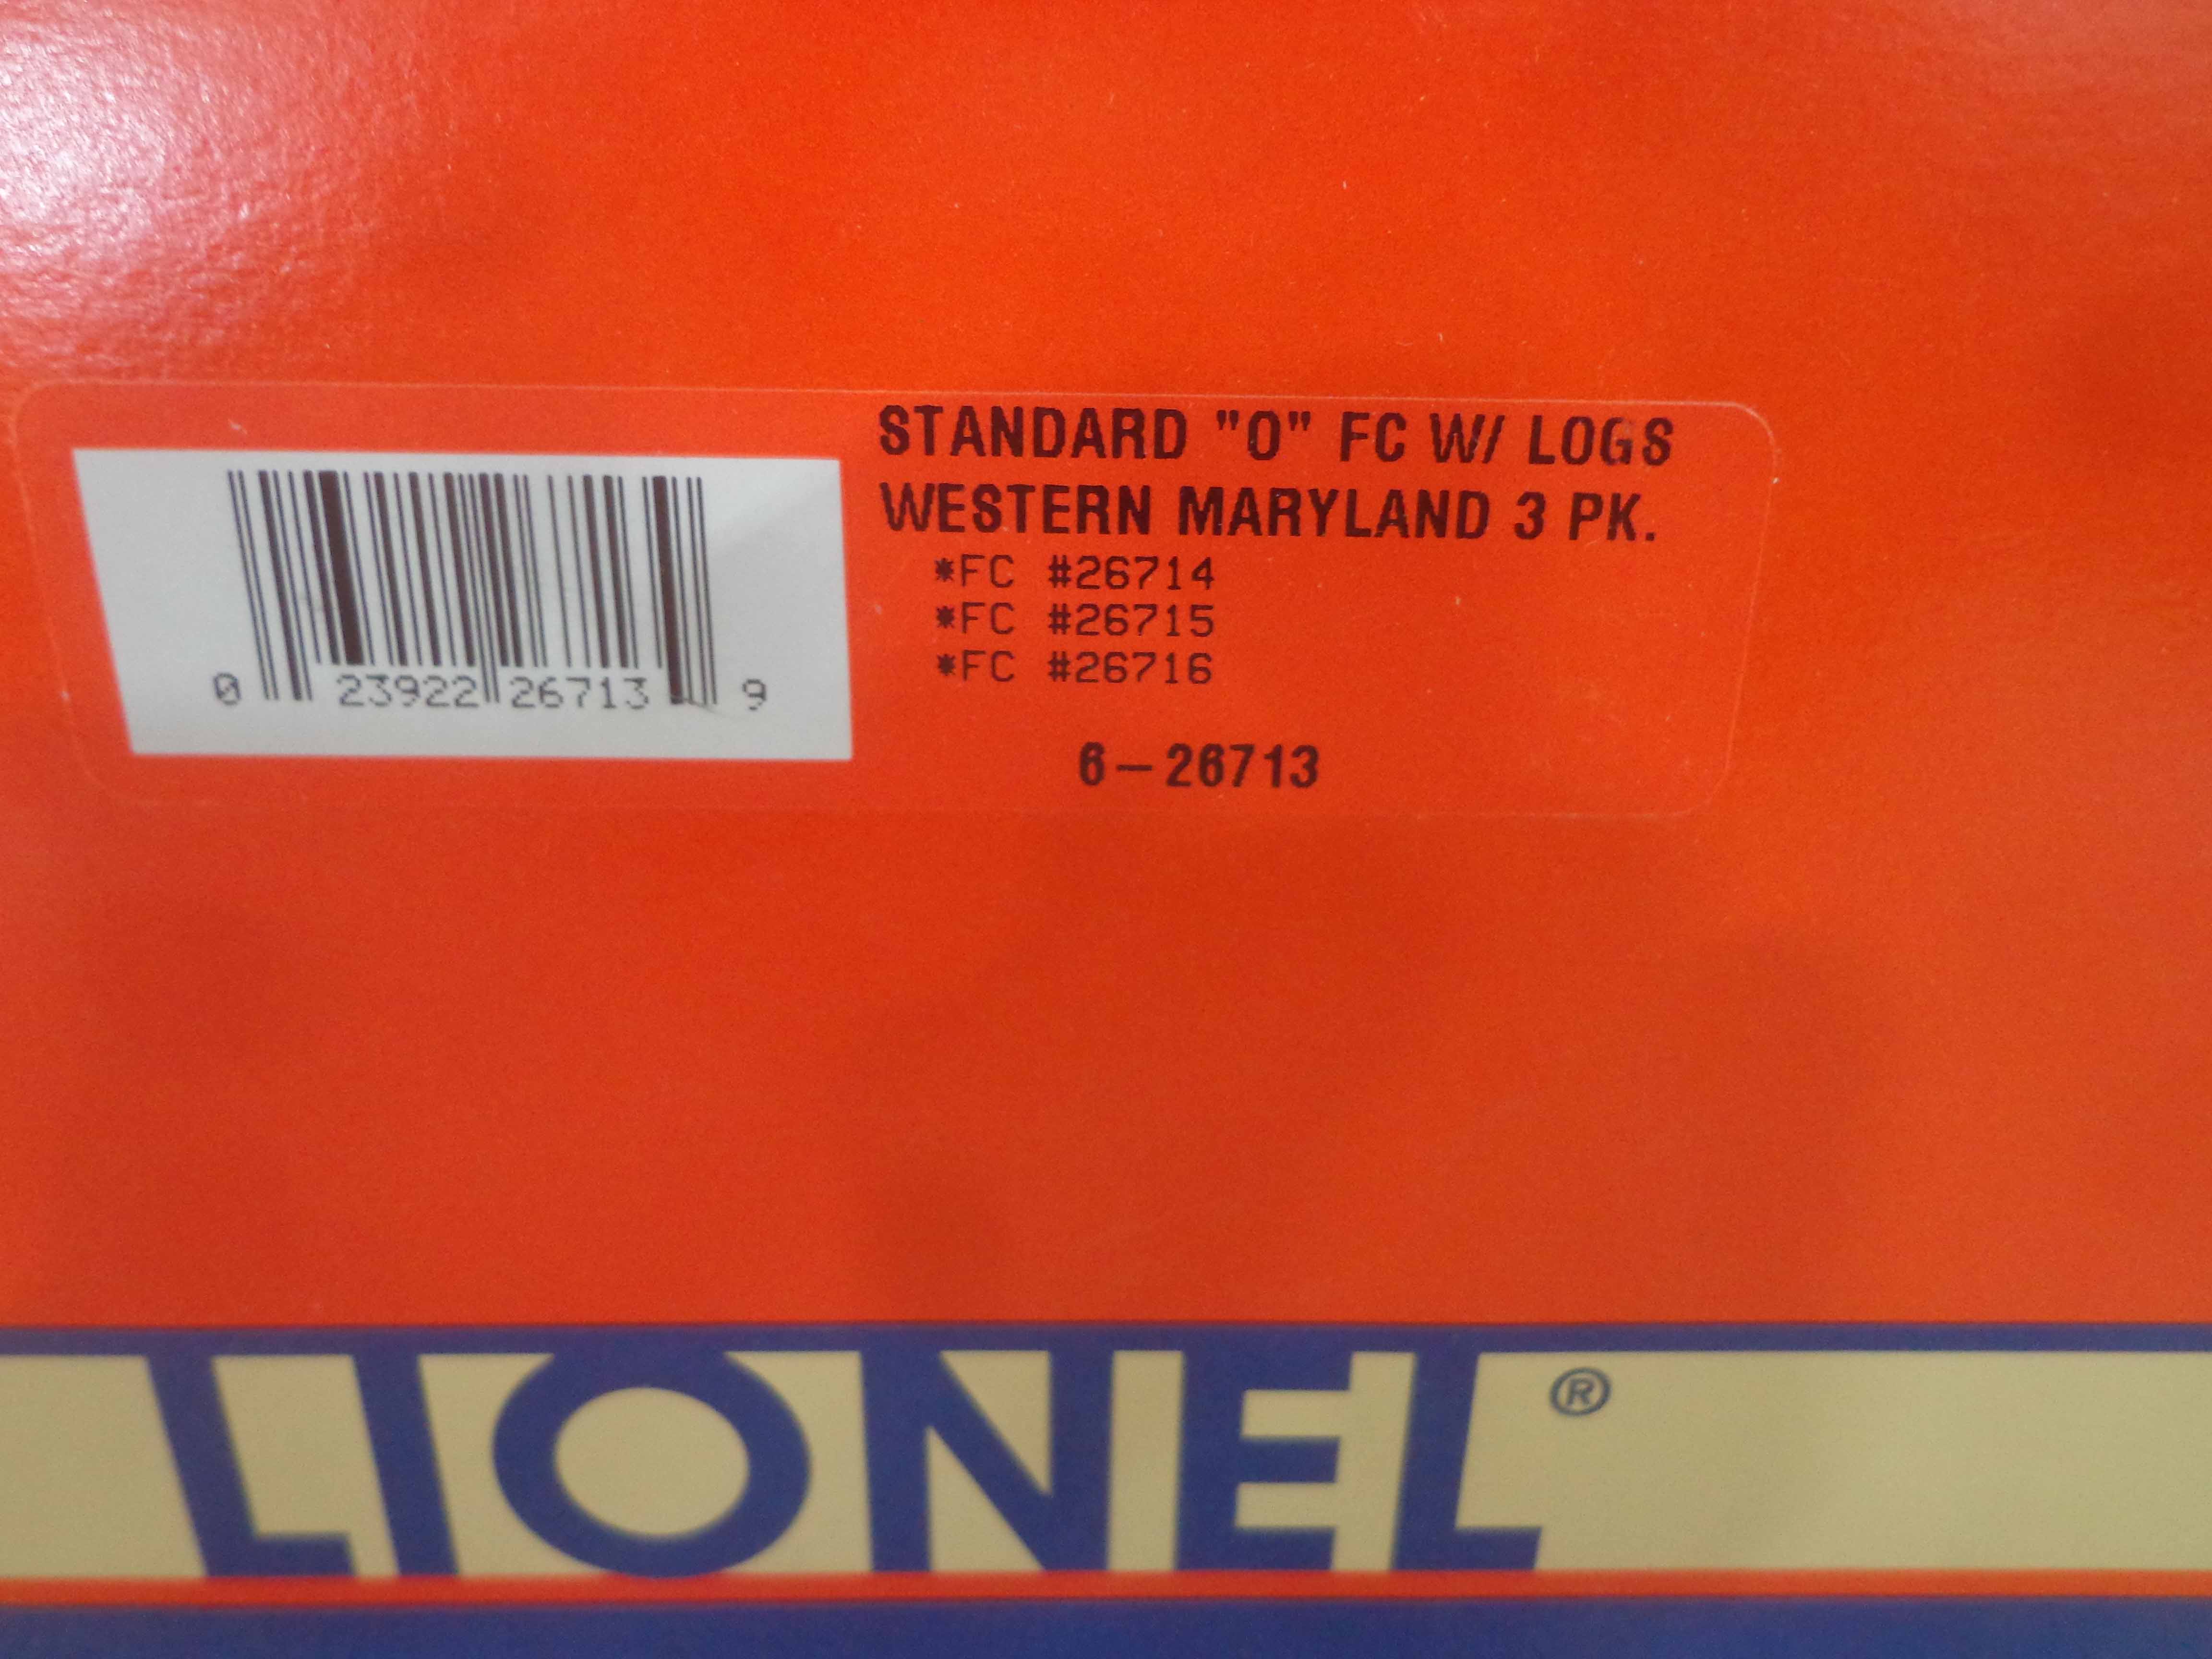 STANDARD "O" FC W/ LOGS
WESTERN MARYLAND 3 PK.
*FC #26714
*FC #26715
*FC #26716
6-26713
0 23922 26713 9
LIONEL®